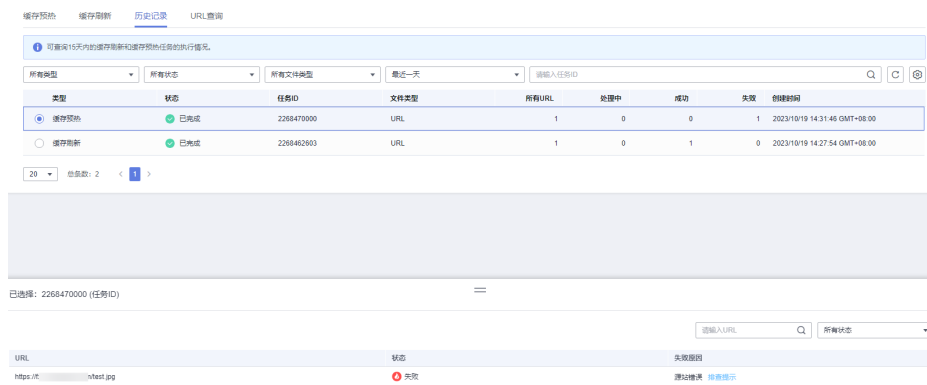 缓存预热 缓存刷新 历史记录 URL查询
可查询15天内的缓存刷新和缓存预热任务的执行情况。
所有类型 所有状态 所有文件类型 最近一天 请输入任务ID
类型 状态 任务ID 文件类型 所有URL 处理中 成功 失败 创建时间
缓存预热 已完成 2268470000 URL 1 0 0 1 2023/10/19 14:31:46 GMT+08:00
缓存刷新 已完成 2268462603 URL 1 0 1 0 2023/10/19 14:27:54 GMT+08:00
20 总条数: 2 < 1 >
已选择: 2268470000 (任务ID)
请输入URL 所有状态
URL 状态 失败原因
https://f n/test.jpg 失败 源站错误 排查提示